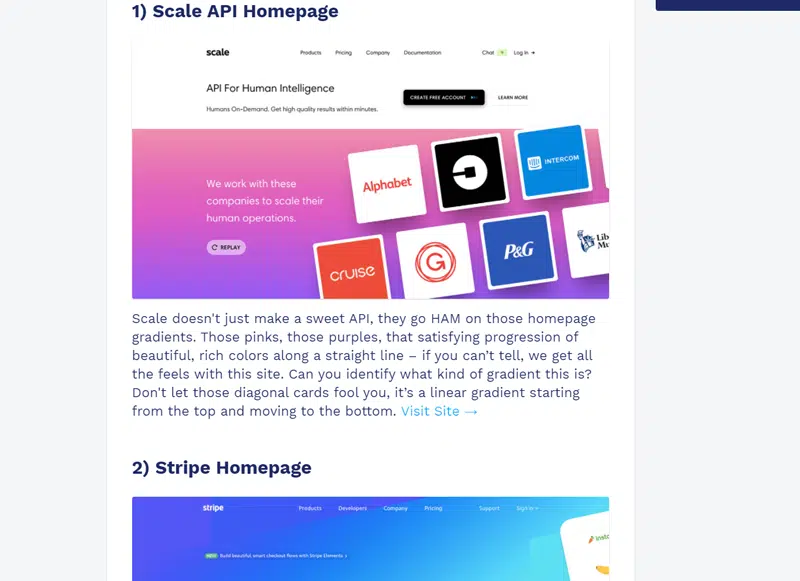 1) Scale API Homepage
scale
Products Pricing Company Documentation Chat Log In →
API For Human Intelligence
Humans On-Demand. Get high quality results within minutes.
CREATE FREE ACCOUNT
LEARN MORE
We work with these
companies to scale their
human operations.
REPLAY
Alphabet
INTERCOM
CRUISE
G
P&G
Lib
Mu
Scale doesn't just make a sweet API, they go HAM on those homepage
gradients. Those pinks, those purples, that satisfying progression of
beautiful, rich colors along a straight line – if you can’t tell, we get all
the feels with this site. Can you identify what kind of gradient this is?
Don't let those diagonal cards fool you, it’s a linear gradient starting
from the top and moving to the bottom. Visit Site →
2) Stripe Homepage
stripe
Products Developers Company Pricing Support Sign in
NEW Build beautiful, smart checkout flows with Stripe Elements ›
insta